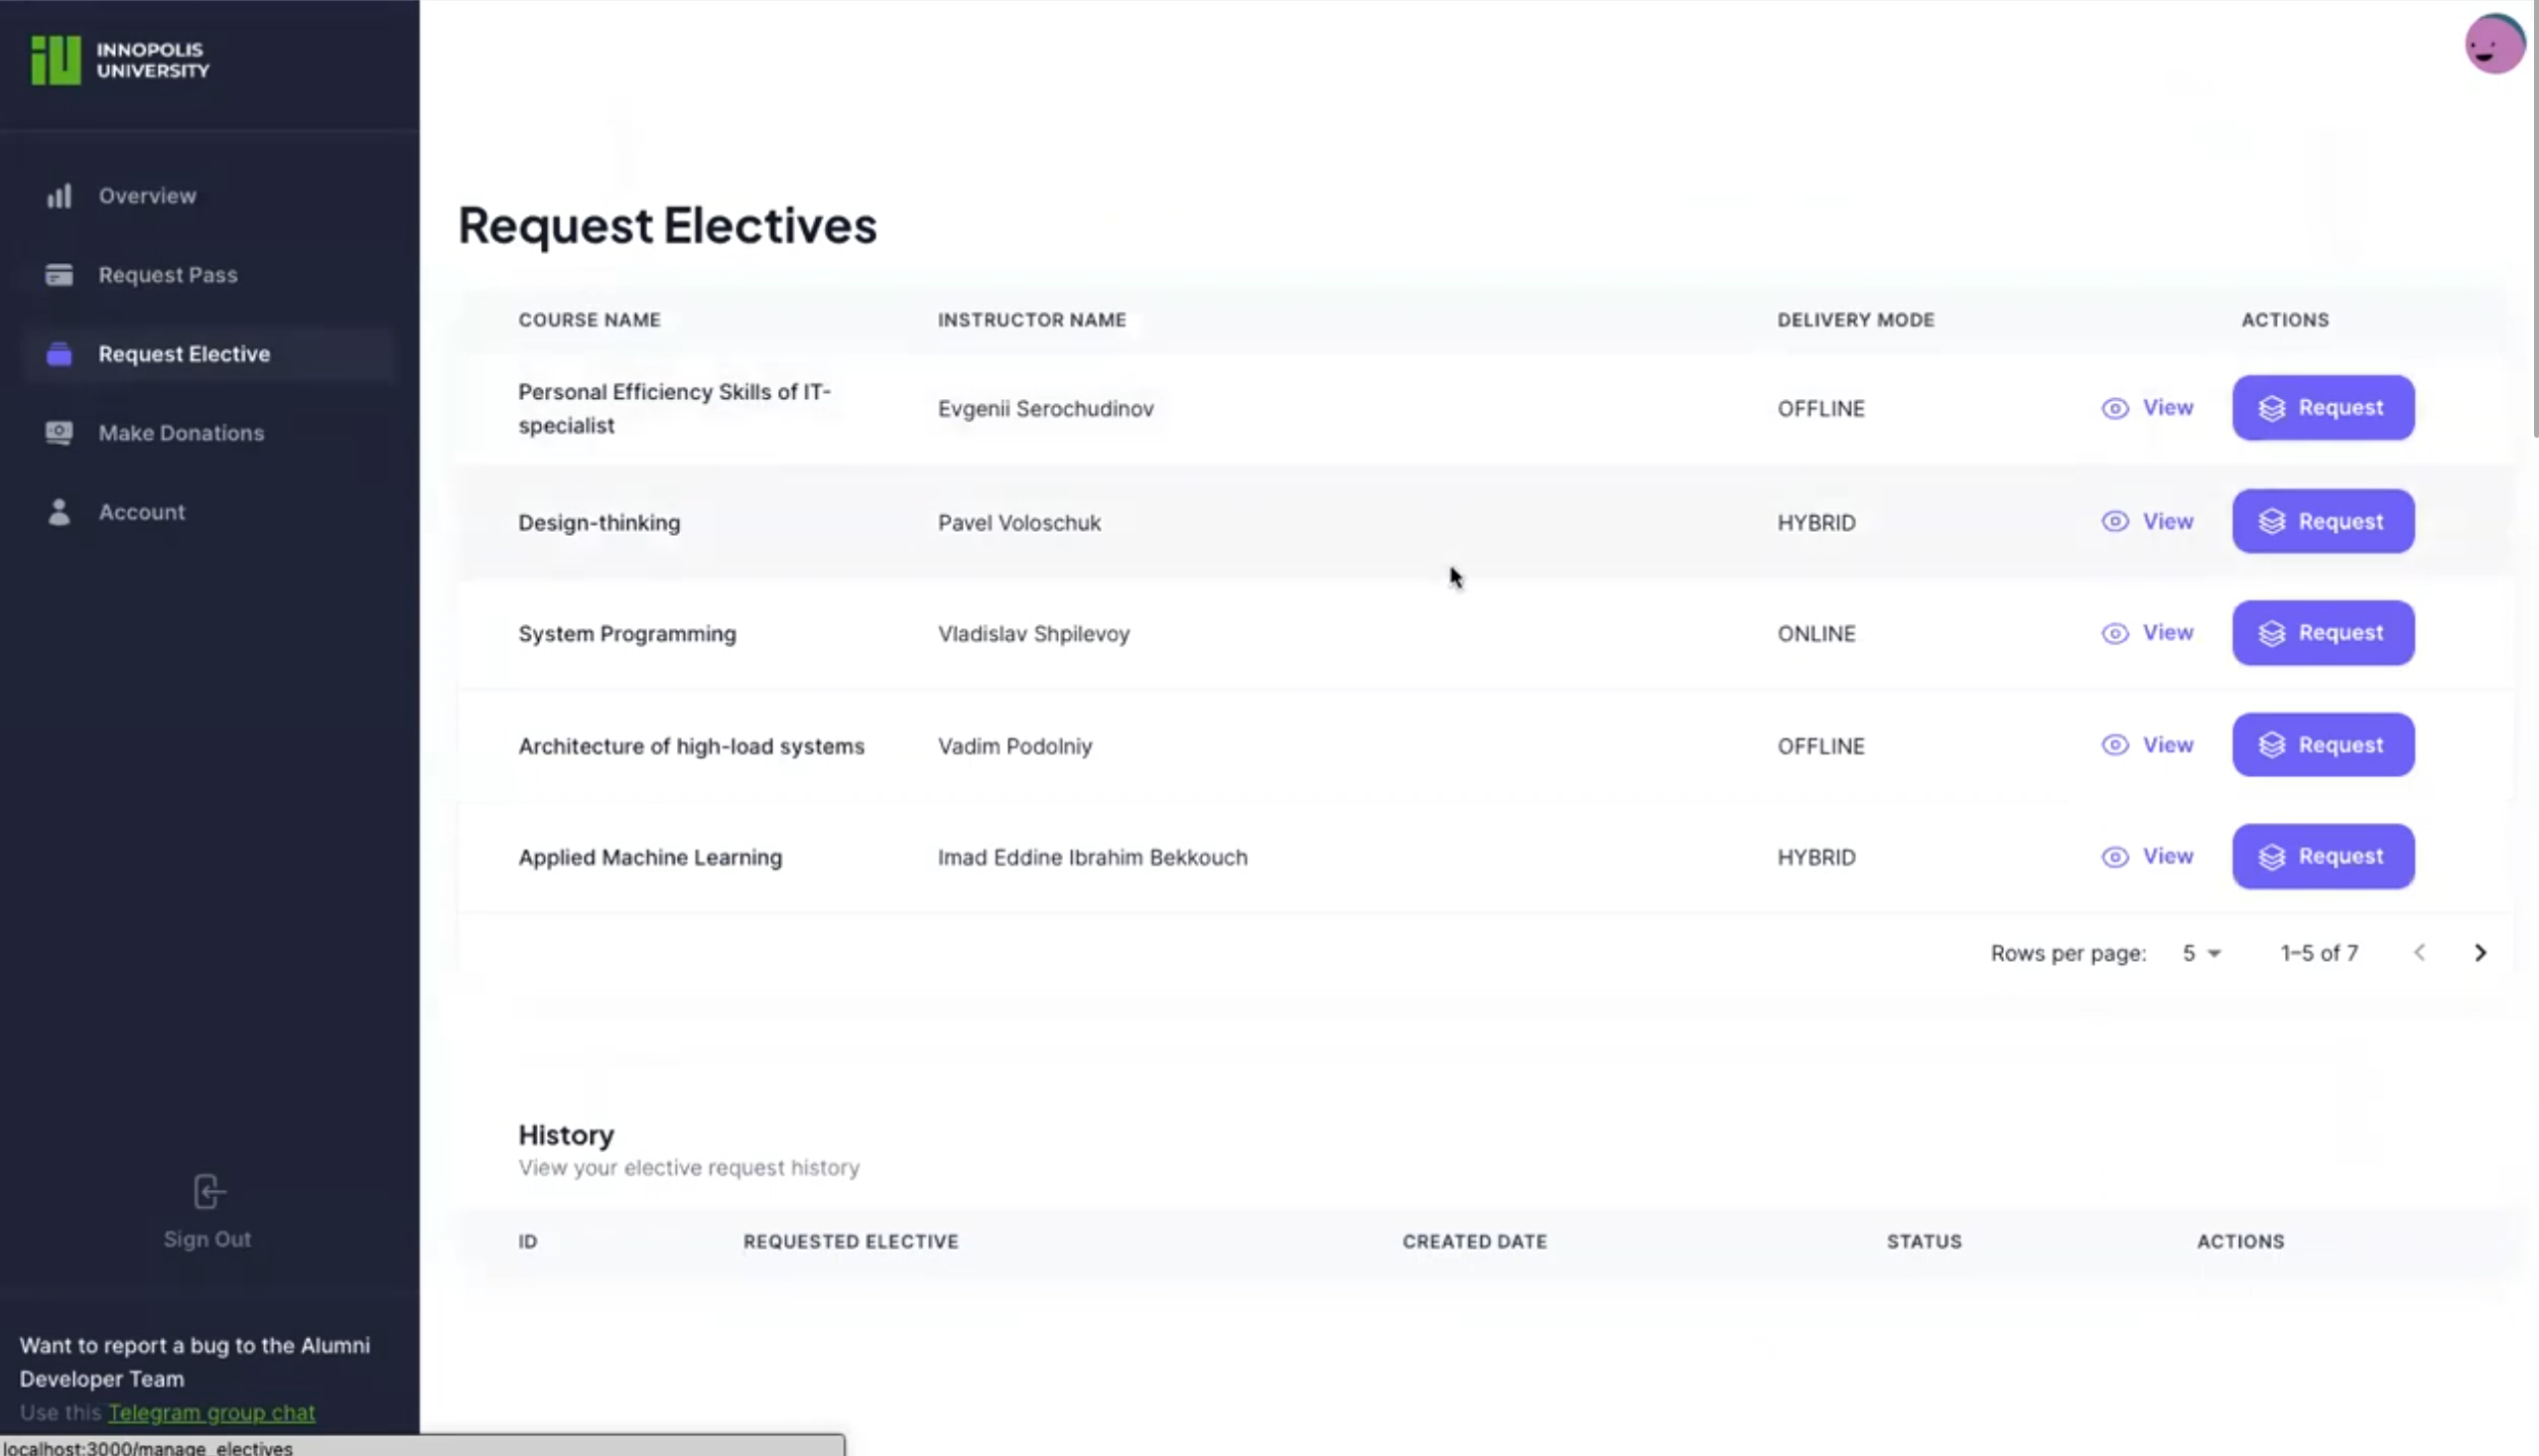 INNOPOLIS
UNIVERSITY
Overview
Request Pass
Request Elective
Make Donations
Account
Sign Out
Want to report a bug to the Alumni
Developer Team
Use this Telegram group chat
localhost:3000/manage_electives
Request Electives
COURSE NAME INSTRUCTOR NAME DELIVERY MODE ACTIONS
Personal Efficiency Skills of IT-
specialist
Evgenii Serochudinov OFFLINE View Request
Design-thinking Pavel Voloschuk HYBRID View Request
System Programming Vladislav Shpilevoy ONLINE View Request
Architecture of high-load systems Vadim Podolniy OFFLINE View Request
Applied Machine Learning Imad Eddine Ibrahim Bekkouch HYBRID View Request
Rows per page: 5 1–5 of 7
History
View your elective request history
ID REQUESTED ELECTIVE CREATED DATE STATUS ACTIONS